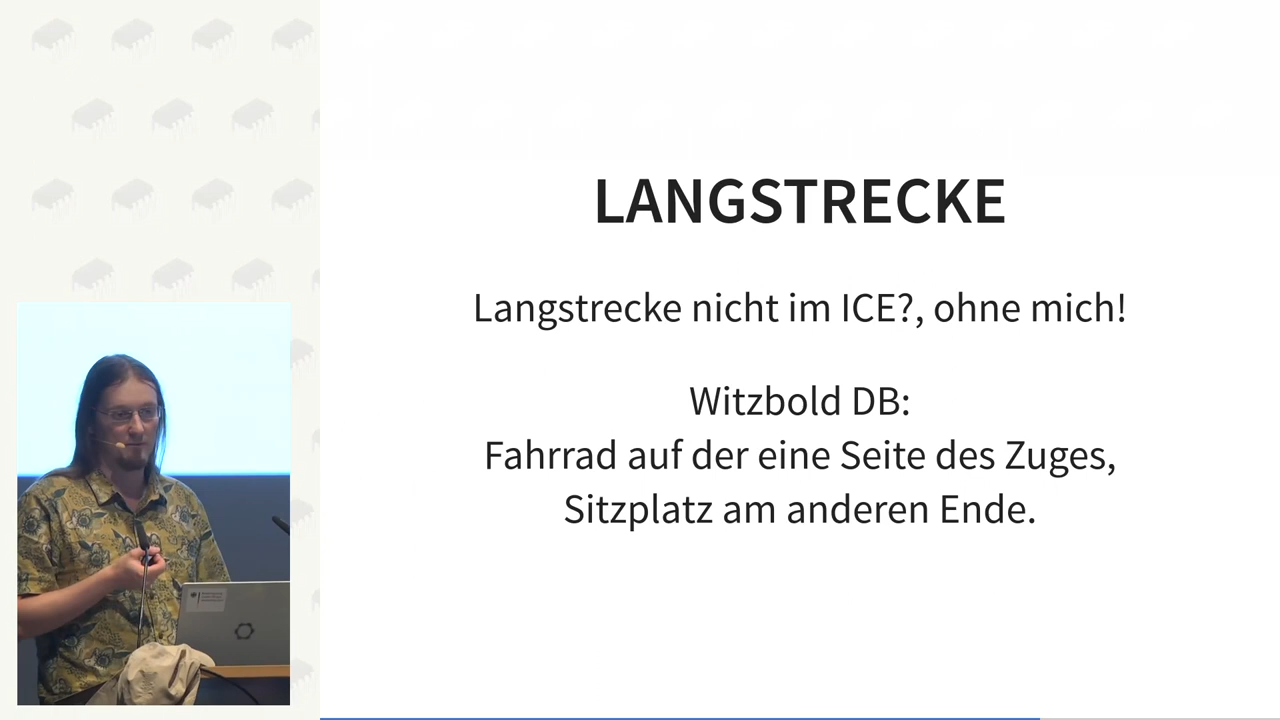 LANGSTRECKE
Langstrecke nicht im ICE?, ohne mich!
Witzbold DB:
Fahrrad auf der eine Seite des Zuges,
Sitzplatz am anderen Ende.